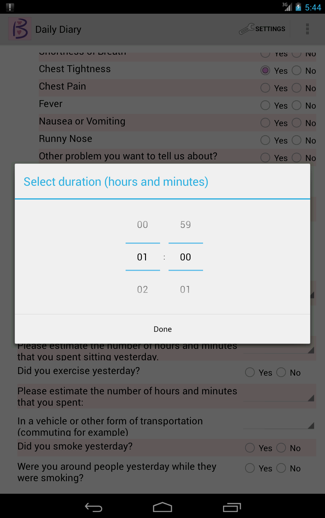 3G 5:44
Daily Diary SETTINGS
Shortness of Breath Yes No
Chest Tightness Yes No
Chest Pain Yes No
Fever Yes No
Nausea or Vomiting Yes No
Runny Nose Yes No
Other problem you want to tell us about? Yes No
Select duration (hours and minutes)
00 59
01 : 00
02 01
Done
Please estimate the number of hours and minutes
that you spent sitting yesterday.
Did you exercise yesterday? Yes No
Please estimate the number of hours and minutes
that you spent:
In a vehicle or other form of transportation
(commuting for example)
Did you smoke yesterday? Yes No
Were you around people yesterday while they Yes No
were smoking?